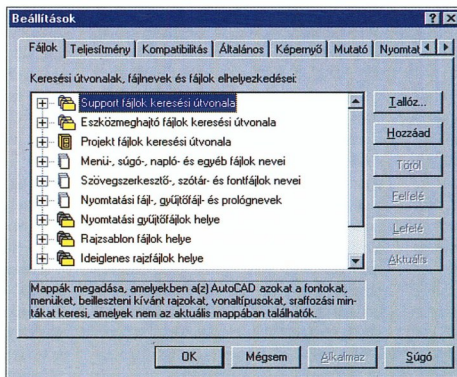 Beállítások
Fájlok Teljesítmény Kompatibilitás Általános Képernyő Mutató Nyomtat
Keresési útvonalak, fájlnevek és fájlok elhelyezkedései:
Support fájlok keresési útvonala
Eszközmeghajtó fájlok keresési útvonala
Projekt fájlok keresési útvonala
Menü-, súgó-, napló- és egyéb fájlok nevei
Szövegszerkesztő-, szótár- és fontfájlok nevei
Nyomtatási fájl-, gyűjtőfájl- és prológnevek
Nyomtatási gyűjtőfájlok helye
Rajzsablon fájlok helye
Ideiglenes rajzfájlok helye
Tallóz...
Hozzáad
Töröl
Felfelé
Lefelé
Aktuális
Mappák megadása, amelyekben a(z) AutoCAD azokat a fontokat,
menüket, beilleszteni kívánt rajzokat, vonaltípusokat, sraffozási min-
tákat keresi, amelyek nem az aktuális mappában találhatók.
OK Mégsem Alkalmaz Súgó